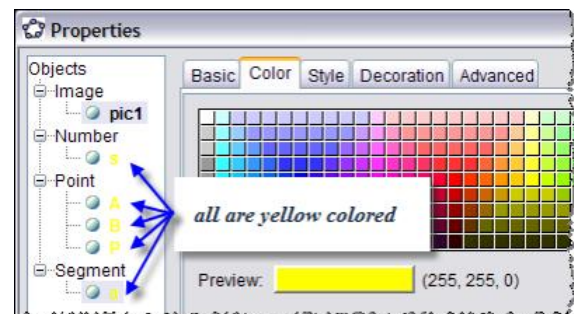 Properties
Objects
Image
pic1
Number
s
Point
A
B
P
Segment
Basic Color Style Decoration Advanced
all are yellow colored
Preview: (255, 255, 0)